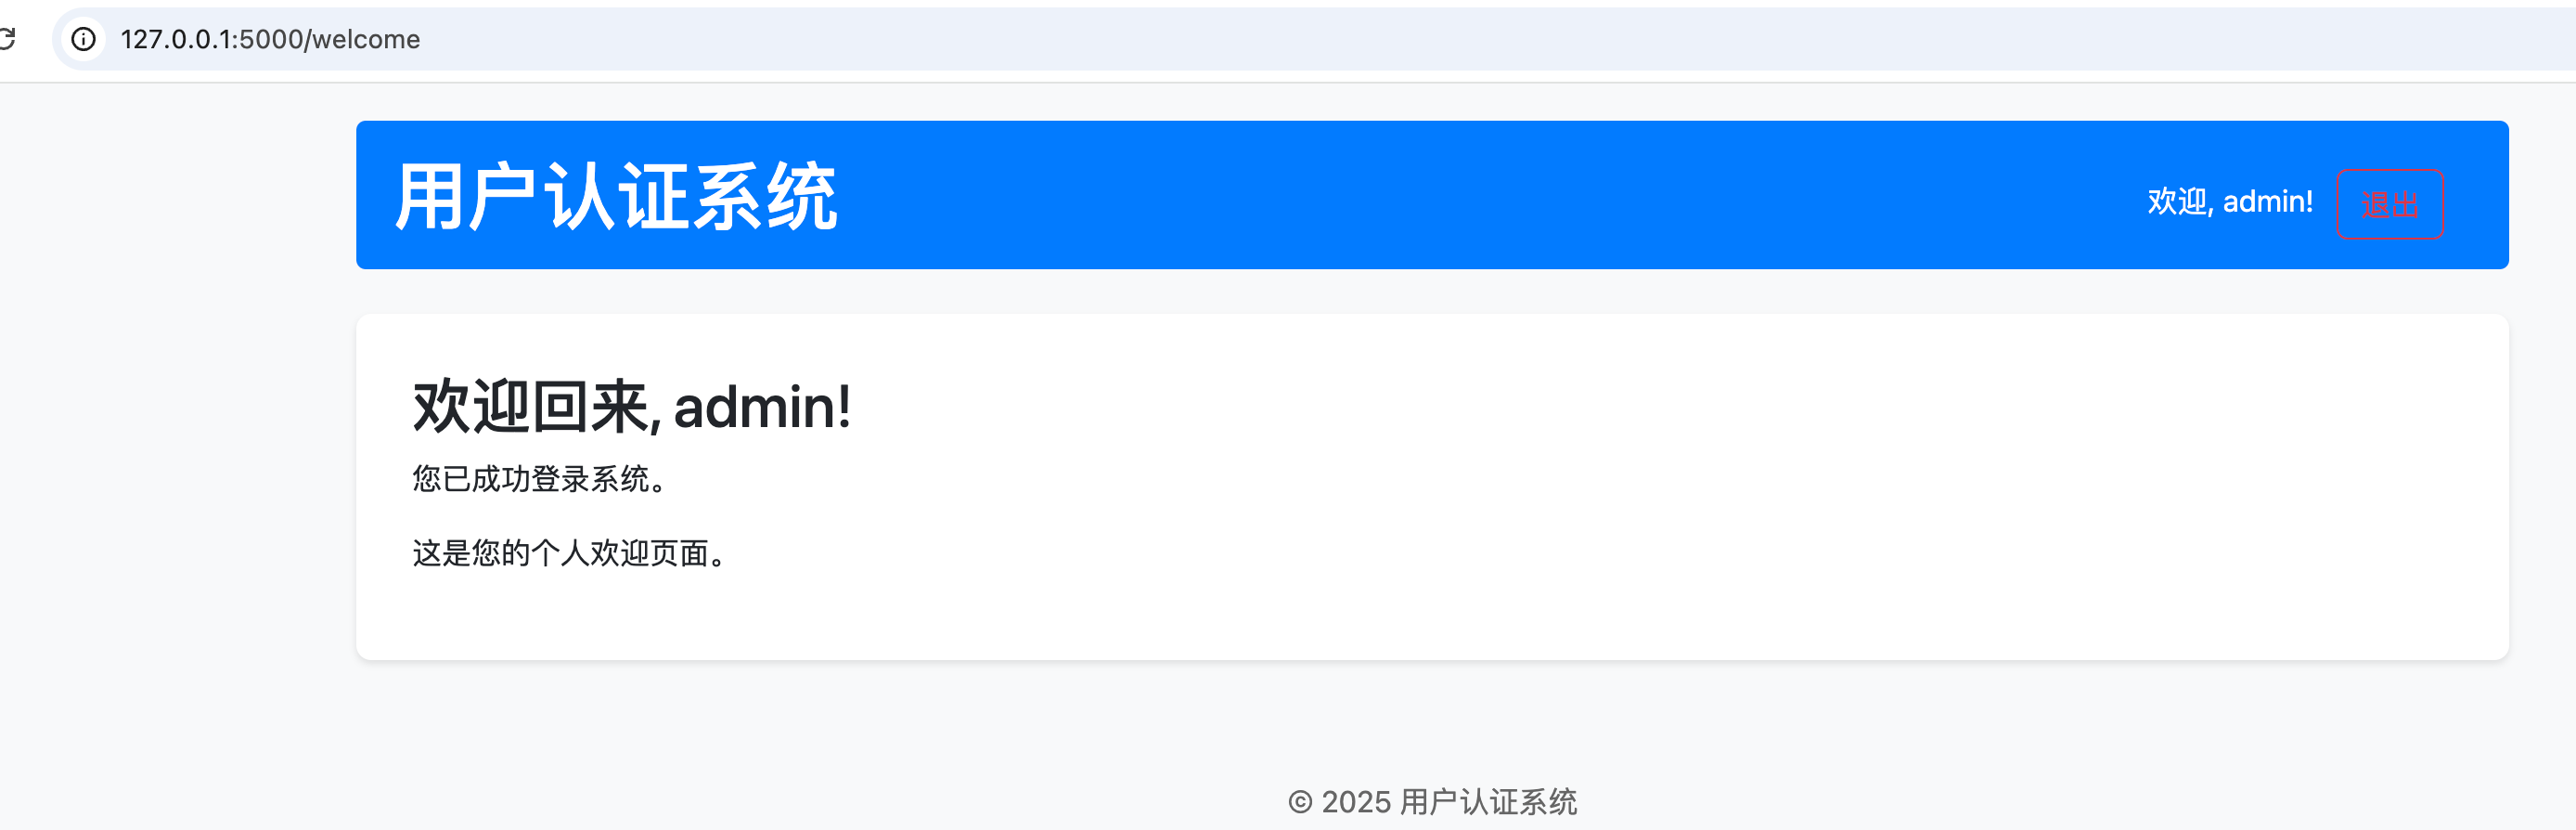 127.0.0.1:5000/welcome
用户认证系统
欢迎, admin!
退出
欢迎回来, admin!
您已成功登录系统。
这是您的个人欢迎页面。
© 2025 用户认证系统